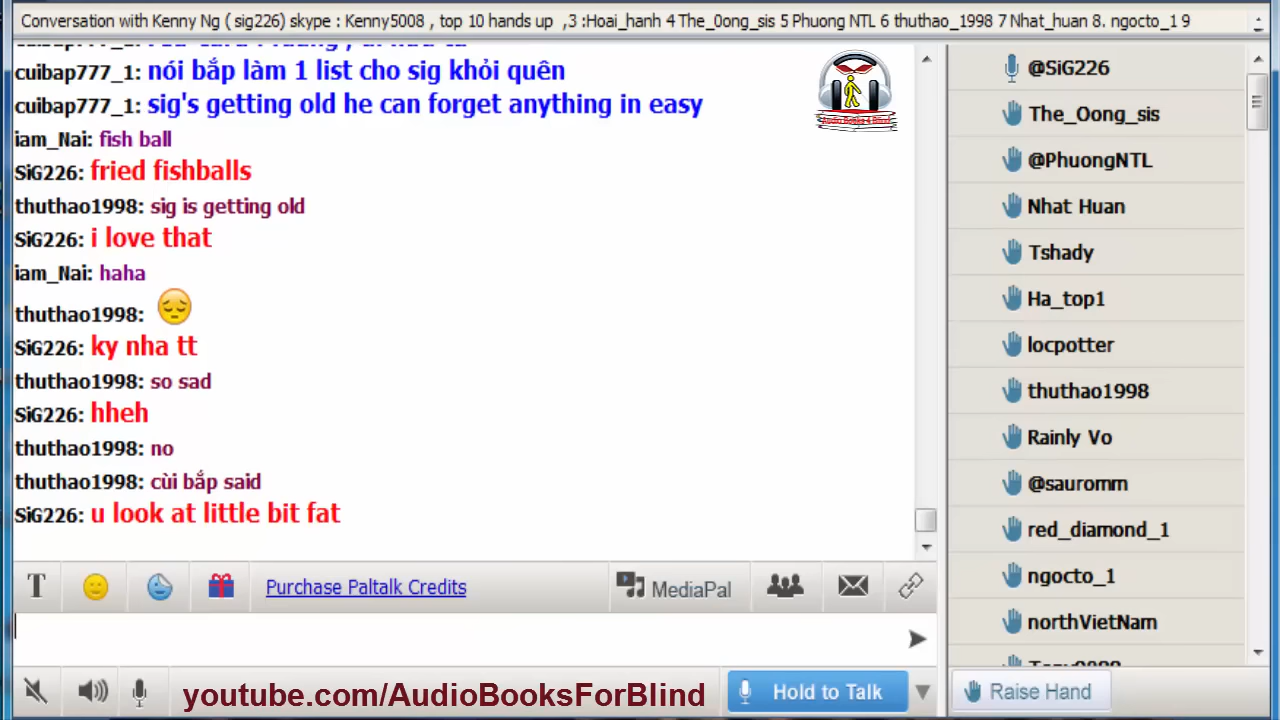 Conversation with Kenny Ng ( sig226) skype : Kenny5008 , top 10 hands up ,3 :Hoai_hanh 4 The_0ong_sis 5 Phuong NTL 6 thuthao_1998 7 Nhat_huan 8. ngocto_1 9
cuibap777_1: nói bắp làm 1 list cho sig khỏi quên
cuibap777_1: sig's getting old he can forget anything in easy
iam_Nai: fish ball
SiG226: fried fishballs
thuthao1998: sig is getting old
SiG226: i love that
iam_Nai: haha
thuthao1998:
SiG226: ky nha tt
thuthao1998: so sad
SiG226: hheh
thuthao1998: no
thuthao1998: cùi bắp said
SiG226: u look at little bit fat
Audio Books 4 Blind
@SiG226
The_Oong_sis
@PhuongNTL
Nhat Huan
Tshady
Ha_top1
locpotter
thuthao1998
Rainly Vo
@sauromm
red_diamond_1
ngocto_1
northVietNam
T Purchase Paltalk Credits MediaPal
youtube.com/AudioBooksForBlind
Hold to Talk
Raise Hand